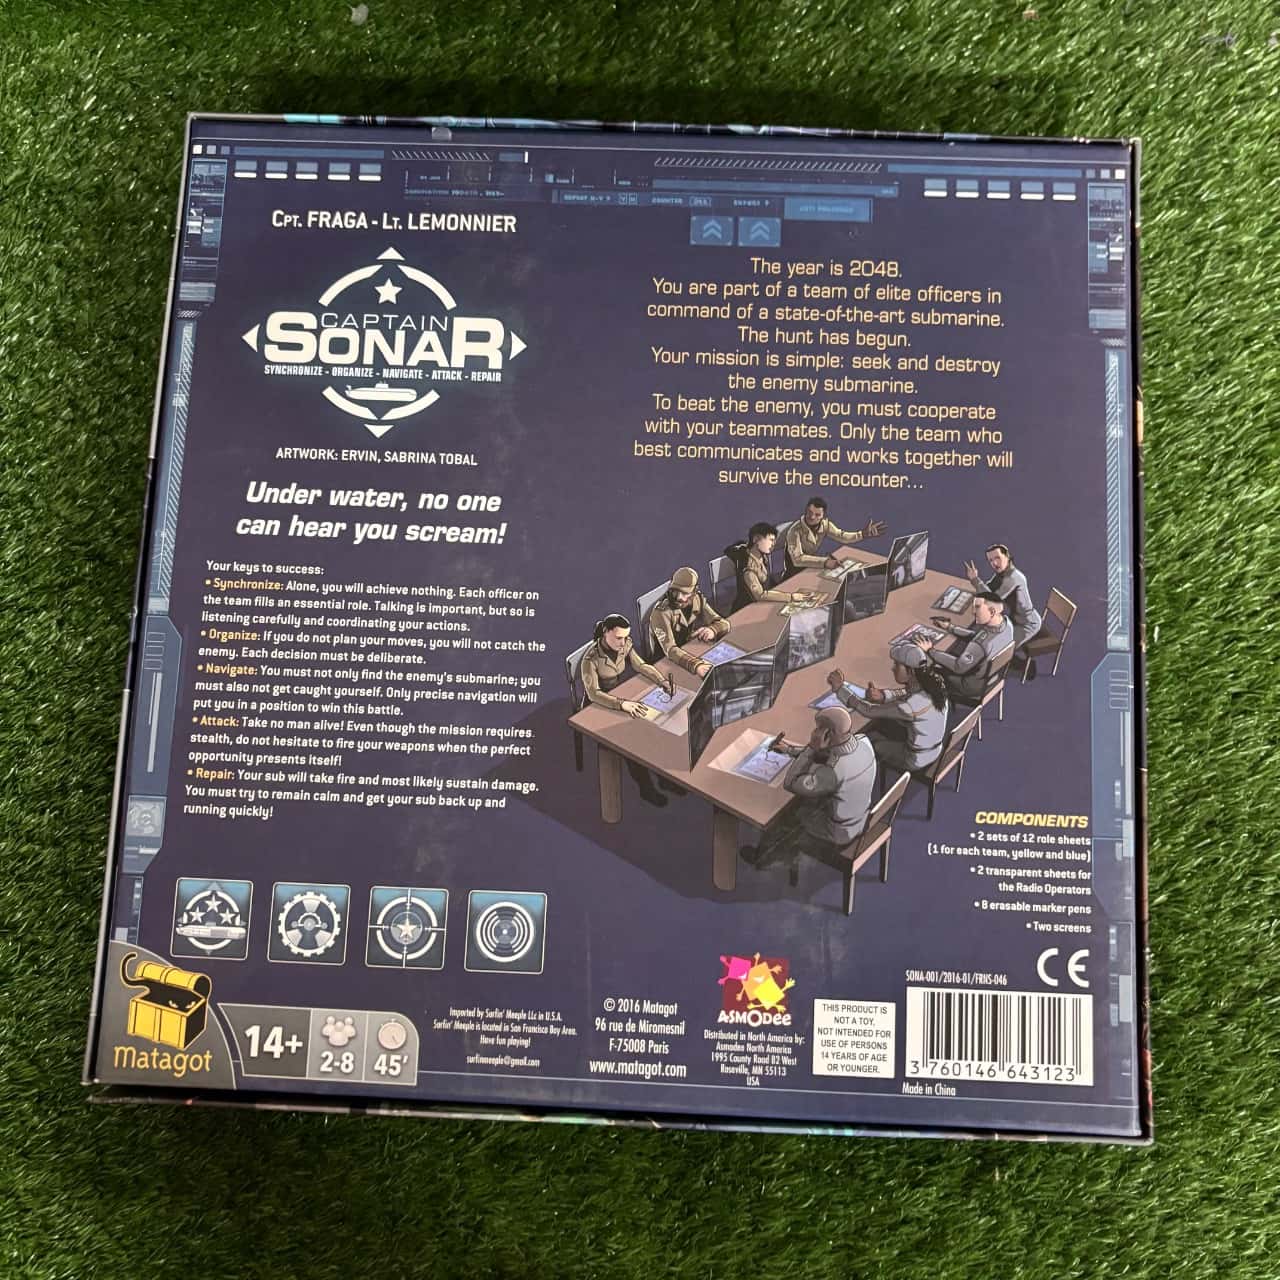 Cpt. FRAGA - Lt. LEMONNIER
CAPTAIN
SONAR
SYNCHRONIZE - ORGANIZE - NAVIGATE - ATTACK - REPAIR
ARTWORK: ERVIN, SABRINA TOBAL
Under water, no one
can hear you scream!
Your keys to success:
• Synchronize: Alone, you will achieve nothing. Each officer on
the team fills an essential role. Talking is important, but so is
listening carefully and coordinating your actions.
• Organize: If you do not plan your moves, you will not catch the
enemy. Each decision must be deliberate.
• Navigate: You must not only find the enemy's submarine; you
must also not get caught yourself. Only precise navigation will
put you in a position to win this battle.
• Attack: Take no man alive! Even though the mission requires
stealth, do not hesitate to fire your weapons when the perfect
opportunity presents itself!
• Repair: Your sub will take fire and most likely sustain damage.
You must try to remain calm and get your sub back up and
running quickly!
The year is 2048.
You are part of a team of elite officers in
command of a state-of-the-art submarine.
The hunt has begun.
Your mission is simple: seek and destroy
the enemy submarine.
To beat the enemy, you must cooperate
with your teammates. Only the team who
best communicates and works together will
survive the encounter...
COMPONENTS
• 2 sets of 12 role sheets
(1 for each team, yellow and blue)
• 2 transparent sheets for
the Radio Operators
• 8 erasable marker pens
• Two screens
CE
SONA-001/2016-01/FRNS-046
3 760146 643123
Made in China
matagot
14+
2-8
45'
Imported by Surfin' Meeple LLc in U.S.A.
Surfin' Meeple is located in San Francisco Bay Area.
Have fun playing!
surfinmeeple@gmail.com
© 2016 Matagot
96 rue de Miromesnil
F-75008 Paris
www.matagot.com
ASMODee
Distributed in North America by:
Asmodee North America
1995 County Road B2 West
Roseville, MN 55113
USA
THIS PRODUCT IS
NOT A TOY.
NOT INTENDED FOR
USE OF PERSONS
14 YEARS OF AGE
OR YOUNGER.